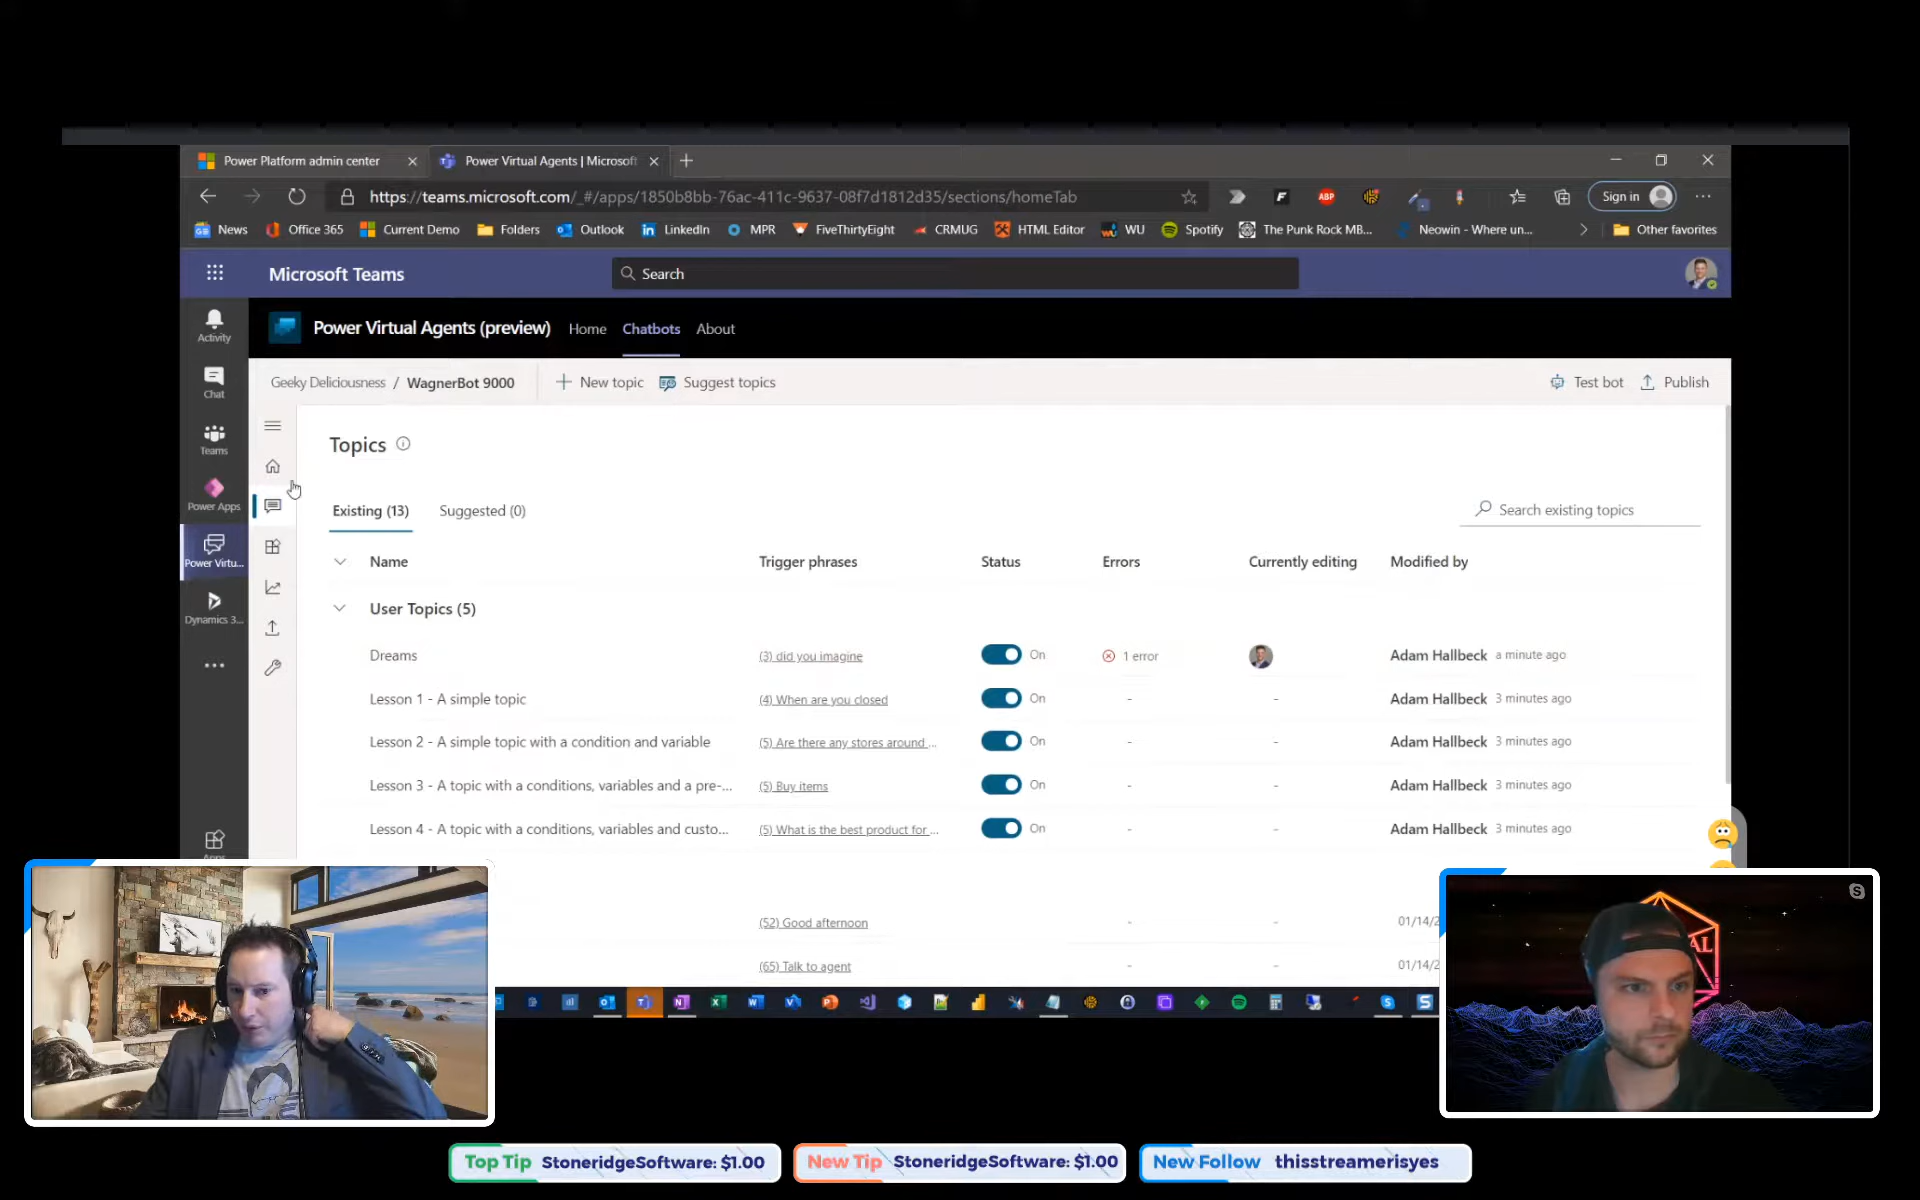 Power Platform admin center
Power Virtual Agents | Microsoft
https://teams.microsoft.com/_#/apps/1850b8bb-76ac-411c-9637-08f7d1812d35/sections/homeTab
ABP
Sign in
News
Office 365
Current Demo
Folders
Outlook
LinkedIn
MPR
FiveThirtyEight
CRMUG
HTML Editor
WU
Spotify
The Punk Rock MB...
Neowin - Where un...
Other favorites
Microsoft Teams
Search
Activity
Chat
Teams
Power Apps
Power Virtu...
Dynamics 3...
Power Virtual Agents (preview) Home Chatbots About
Geeky Deliciousness / WagnerBot 9000
New topic Suggest topics
Test bot Publish
Topics
Existing (13) Suggested (0)
Search existing topics
Name Trigger phrases Status Errors Currently editing Modified by
User Topics (5)
Dreams (3) did you imagine On 1 error Adam Hallbeck a minute ago
Lesson 1 - A simple topic (4) When are you closed On - - Adam Hallbeck 3 minutes ago
Lesson 2 - A simple topic with a condition and variable (5) Are there any stores around ... On - - Adam Hallbeck 3 minutes ago
Lesson 3 - A topic with a conditions, variables and a pre-... (5) Buy items On - - Adam Hallbeck 3 minutes ago
Lesson 4 - A topic with a conditions, variables and custo... (5) What is the best product for ... On - - Adam Hallbeck 3 minutes ago
(52) Good afternoon - - 01/14/2
(65) Talk to agent - - 01/14/2
Top Tip StoneridgeSoftware: $1.00
New Tip StoneridgeSoftware: $1.00
New Follow thisstreamerisyes